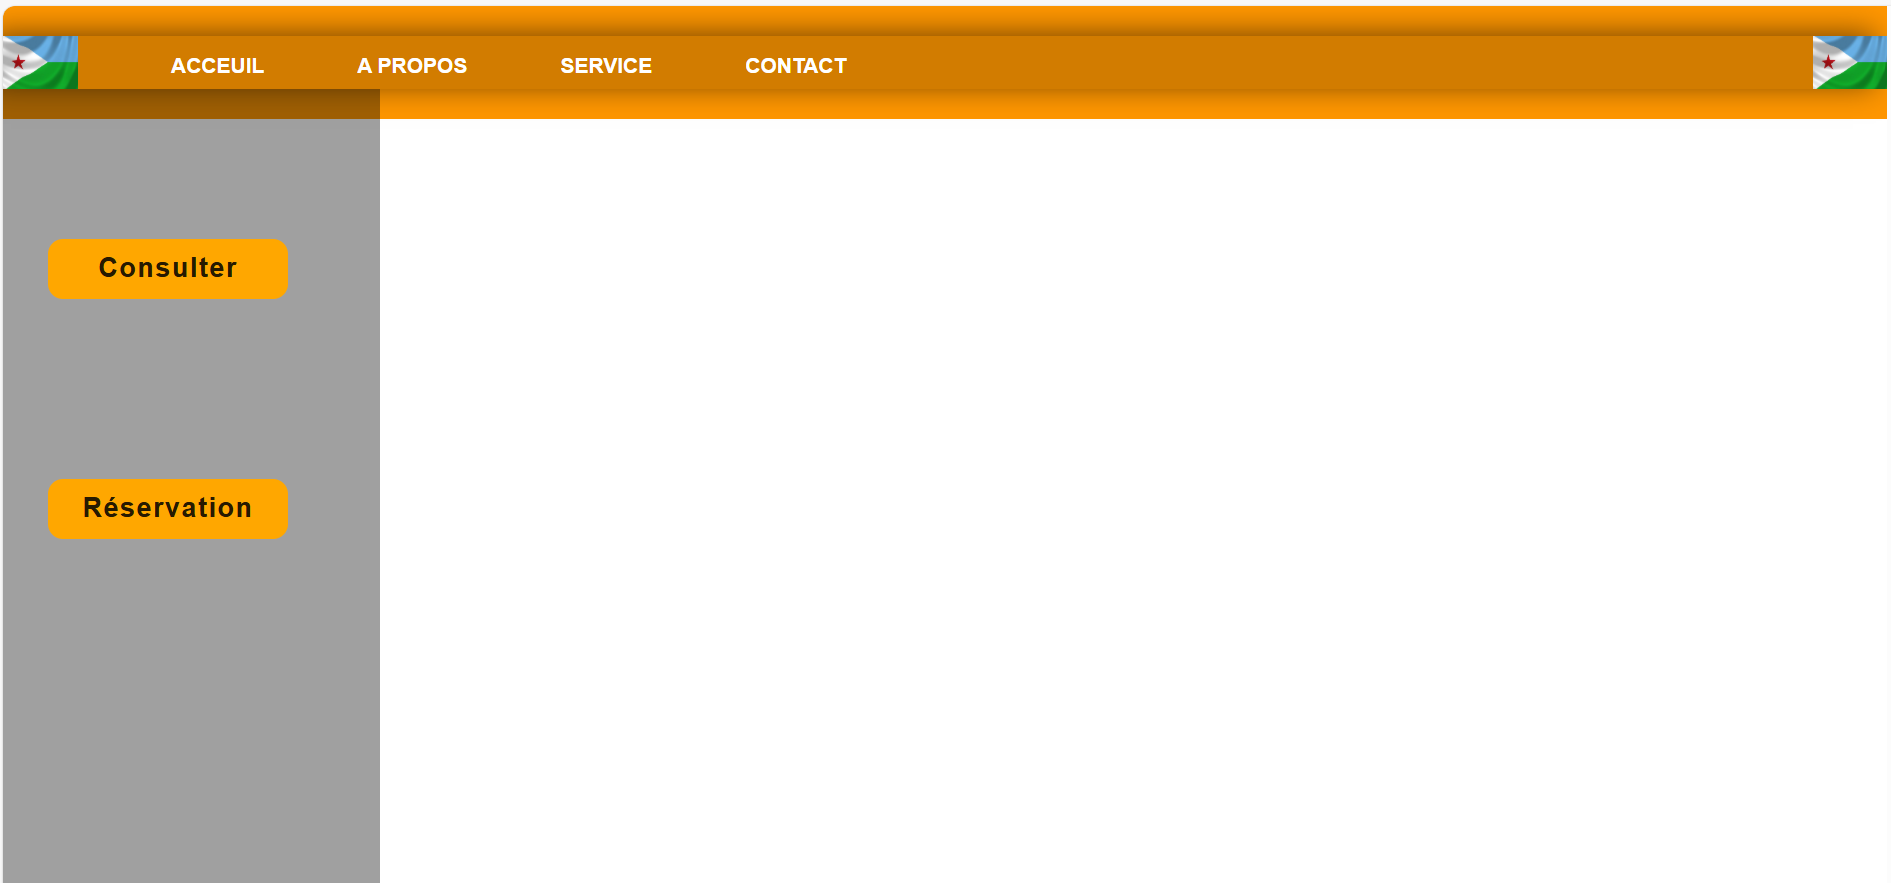 ACCEUIL A PROPOS SERVICE CONTACT
Consulter
Réservation